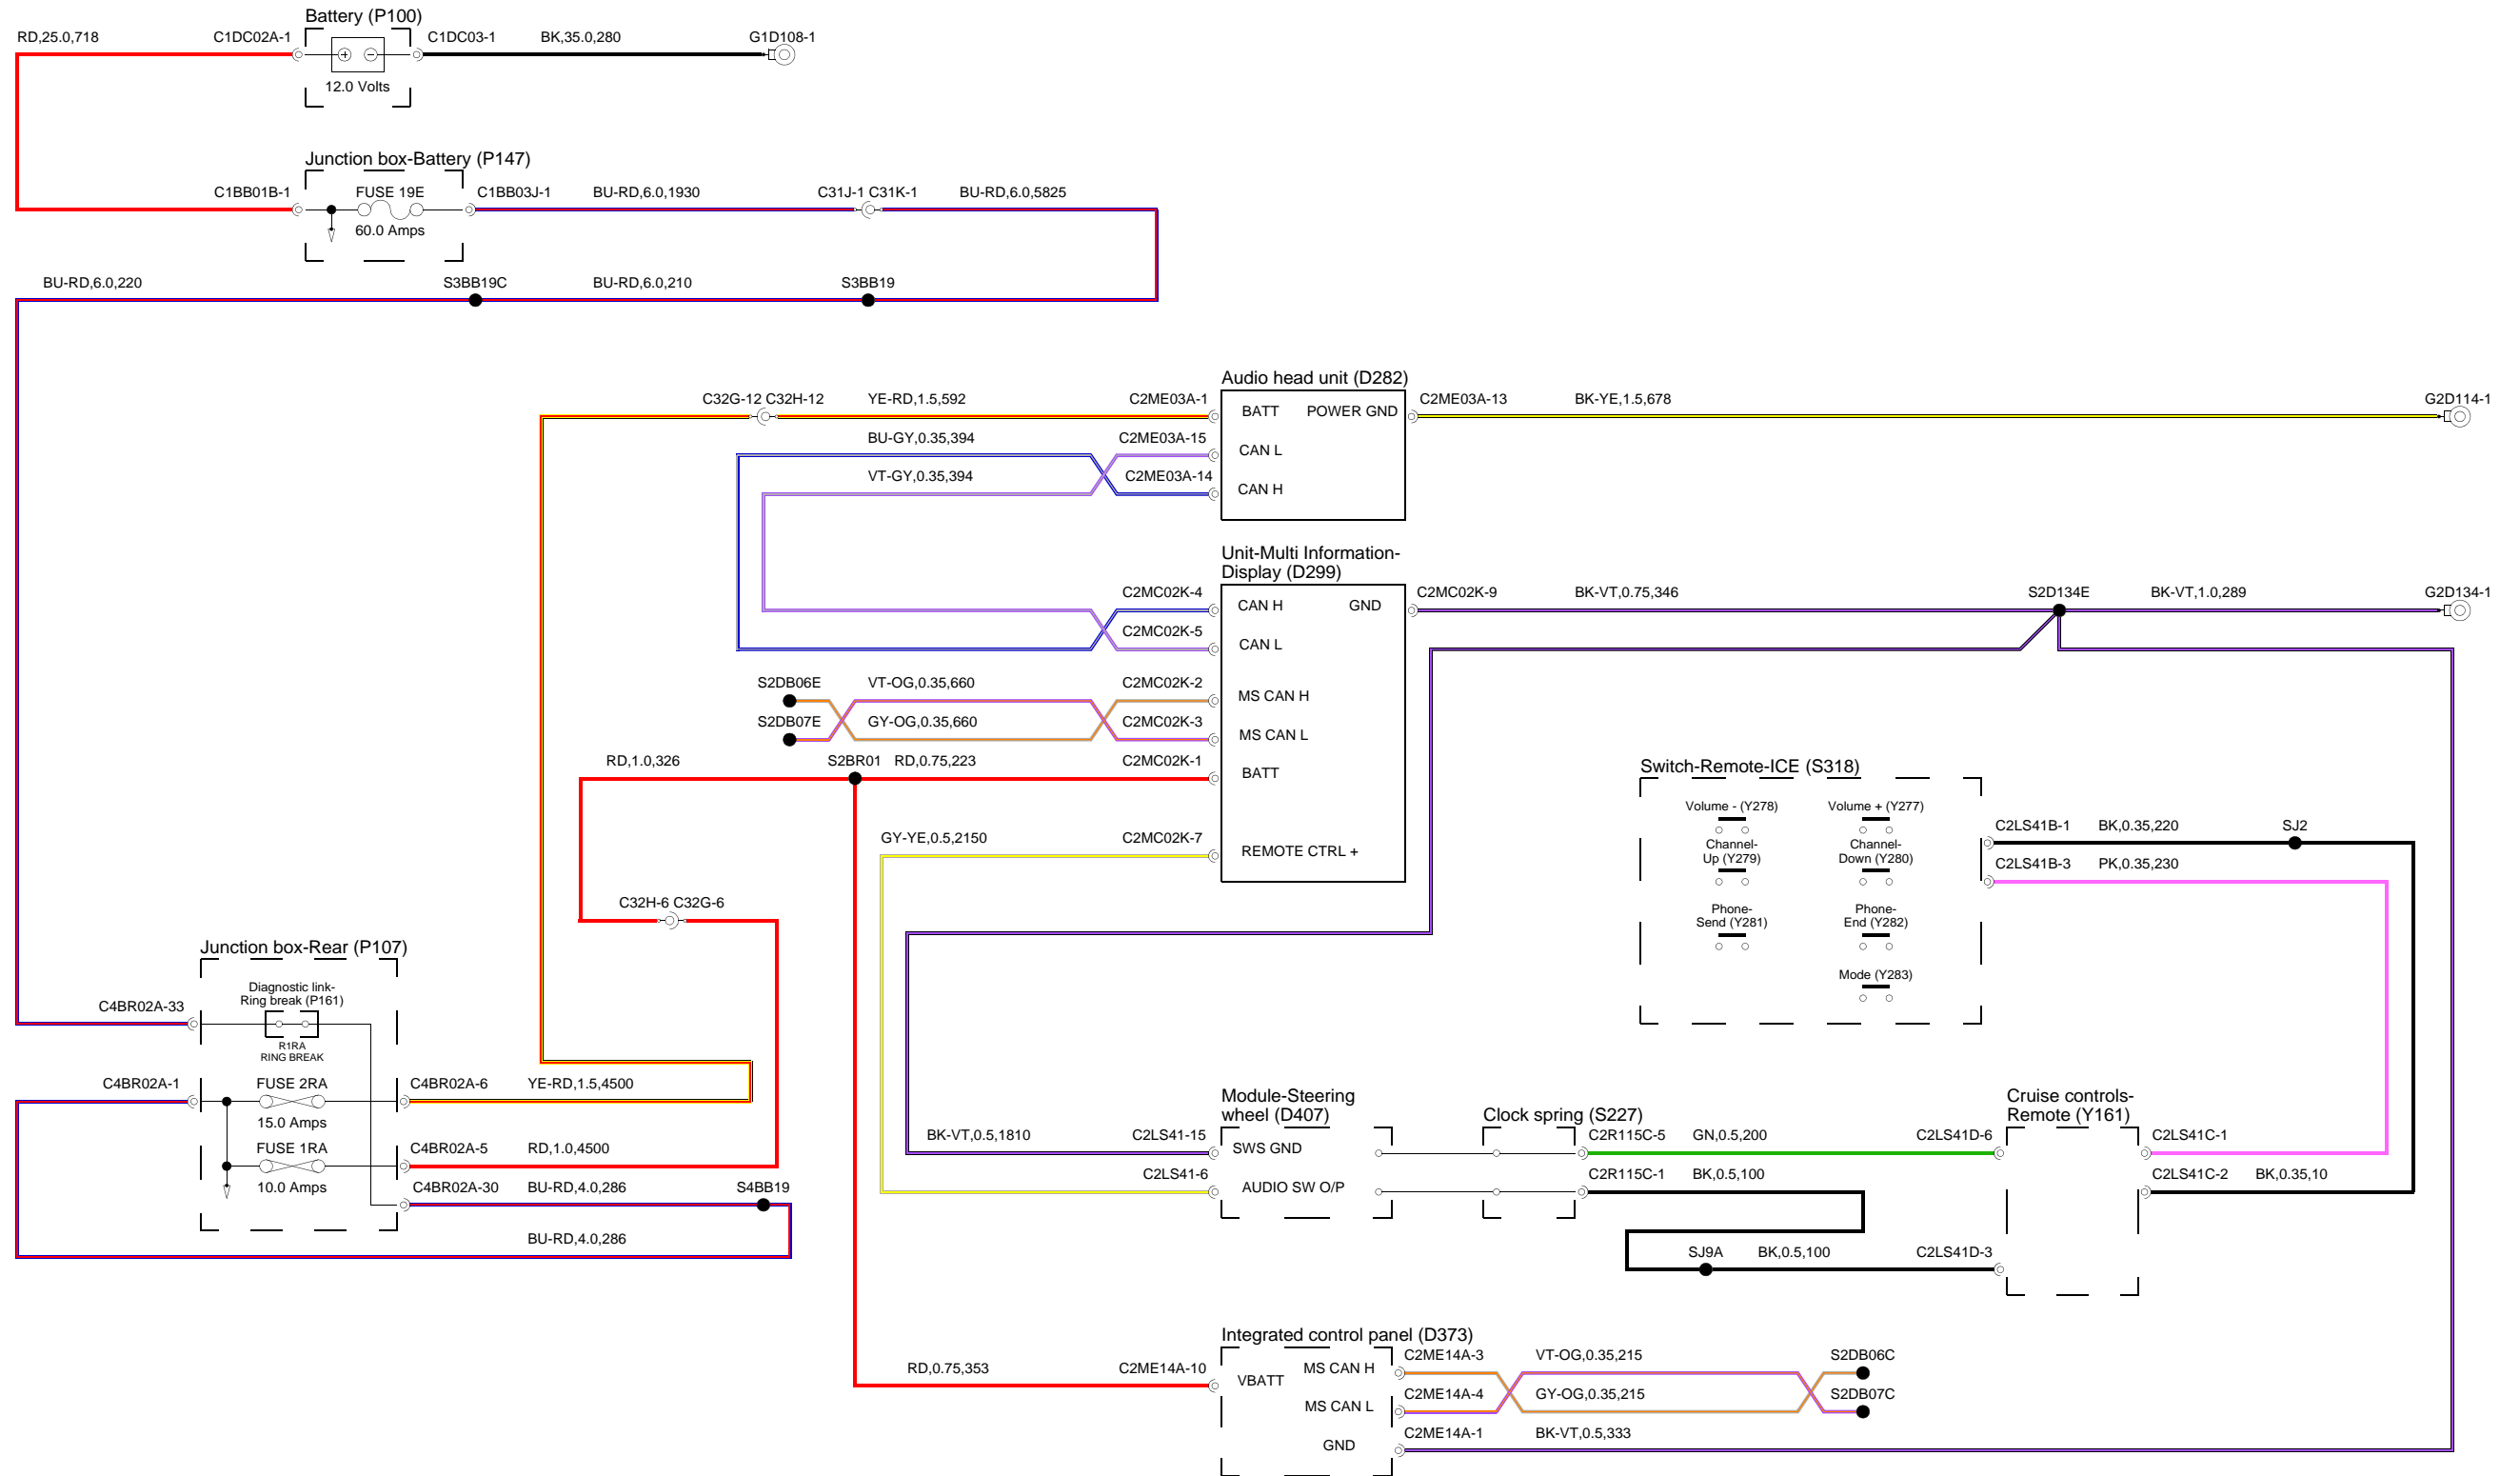 Battery (P100)
RD,25.0,718
C1DC02A-1
C1DC03-1
BK,35.0,280
G1D108-1
12.0 Volts
Junction box-Battery (P147)
C1BB01B-1
FUSE 19E
C1BB03J-1
BU-RD,6.0,1930
C31J-1 C31K-1
BU-RD,6.0,5825
60.0 Amps
BU-RD,6.0,220
S3BB19C
BU-RD,6.0,210
S3BB19
Audio head unit (D282)
C32G-12 C32H-12
YE-RD,1.5,592
C2ME03A-1
BATT
POWER GND
C2ME03A-13
BK-YE,1.5,678
G2D114-1
BU-GY,0.35,394
C2ME03A-15
CAN L
VT-GY,0.35,394
C2ME03A-14
CAN H
Unit-Multi Information-
Display (D299)
C2MC02K-4
CAN H
GND
C2MC02K-9
BK-VT,0.75,346
S2D134E
BK-VT,1.0,289
G2D134-1
C2MC02K-5
CAN L
S2DB06E
VT-OG,0.35,660
C2MC02K-2
MS CAN H
S2DB07E
GY-OG,0.35,660
C2MC02K-3
MS CAN L
RD,1.0,326
S2BR01
RD,0.75,223
C2MC02K-1
BATT
GY-YE,0.5,2150
C2MC02K-7
REMOTE CTRL +
Switch-Remote-ICE (S318)
Volume - (Y278)
Volume + (Y277)
Channel-
Up (Y279)
Channel-
Down (Y280)
Phone-
Send (Y281)
Phone-
End (Y282)
Mode (Y283)
C2LS41B-1
BK,0.35,220
SJ2
C2LS41B-3
PK,0.35,230
C32H-6 C32G-6
Junction box-Rear (P107)
Diagnostic link-
Ring break (P161)
C4BR02A-33
R1RA
RING BREAK
C4BR02A-1
FUSE 2RA
C4BR02A-6
YE-RD,1.5,4500
15.0 Amps
FUSE 1RA
C4BR02A-5
RD,1.0,4500
10.0 Amps
C4BR02A-30
BU-RD,4.0,286
S4BB19
BU-RD,4.0,286
Module-Steering
wheel (D407)
Clock spring (S227)
Cruise controls-
Remote (Y161)
BK-VT,0.5,1810
C2LS41-15
SWS GND
C2R115C-5
GN,0.5,200
C2LS41D-6
C2LS41C-1
C2LS41-6
AUDIO SW O/P
C2R115C-1
BK,0.5,100
C2LS41C-2
BK,0.35,10
SJ9A
BK,0.5,100
C2LS41D-3
Integrated control panel (D373)
RD,0.75,353
C2ME14A-10
VBATT
MS CAN H
C2ME14A-3
VT-OG,0.35,215
S2DB06C
MS CAN L
C2ME14A-4
GY-OG,0.35,215
S2DB07C
GND
C2ME14A-1
BK-VT,0.5,333